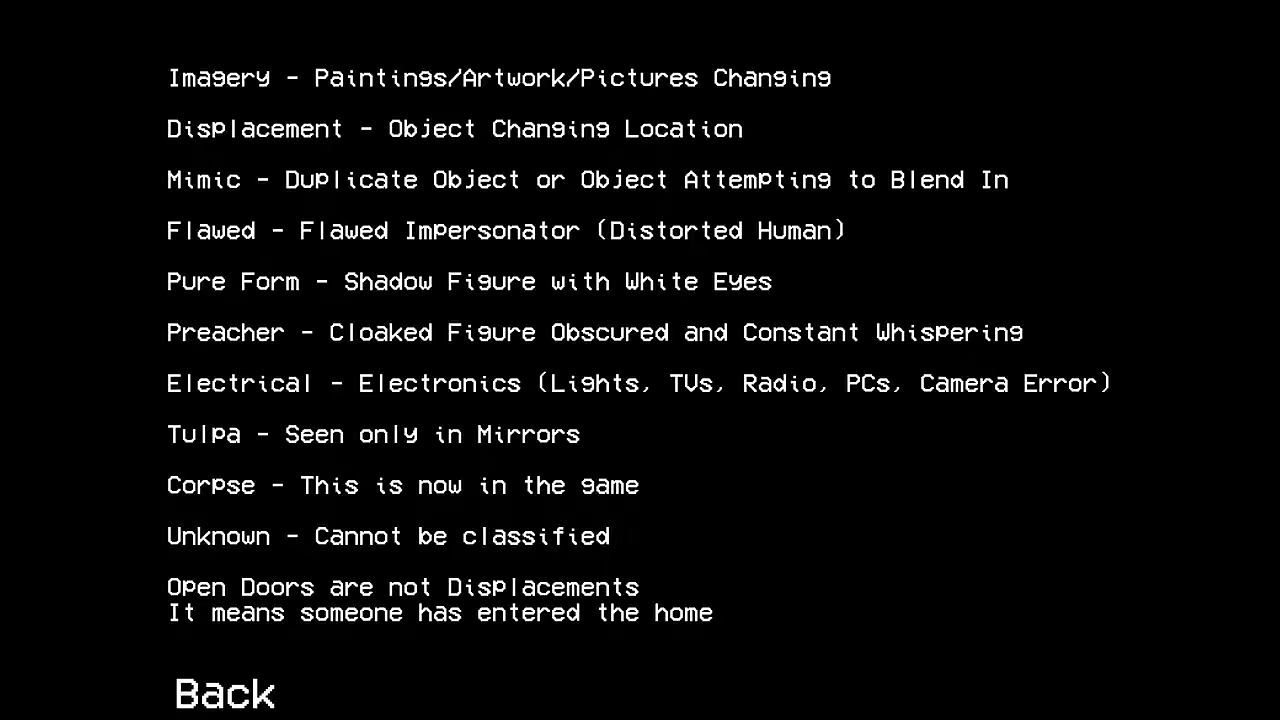 Imagery - Paintings/Artwork/Pictures Changing
Displacement - Object Changing Location
Mimic - Duplicate Object or Object Attempting to Blend In
Flawed - Flawed Impersonator (Distorted Human)
Pure Form - Shadow Figure with White Eyes
Preacher - Cloaked Figure Obscured and Constant Whispering
Electrical - Electronics (Lights, TVs, Radio, PCs, Camera Error)
Tulpa - Seen only in Mirrors
Corpse - This is now in the game
Unknown - Cannot be classified
Open Doors are not Displacements
It means someone has entered the home
Back